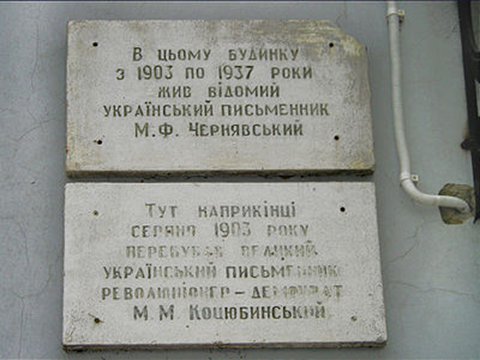 В ЦЬОМУ БУДИНКУ
З 1903 ПО 1937 РОКИ
ЖИВ ВІДОМИЙ
УКРАЇНСЬКИЙ ПИСЬМЕННИК
М.Ф. ЧЕРНЯВСЬКИЙ
ТУТ НАПРИКІНЦІ
СЕРПНЯ 1903 РОКУ
ПЕРЕБУВАВ ВЕЛИКИЙ
УКРАЇНСЬКИЙ ПИСЬМЕННИК
РЕВОЛЮЦІОНЕР – ДЕМОКРАТ
М.М. КОЦЮБИНСЬКИЙ